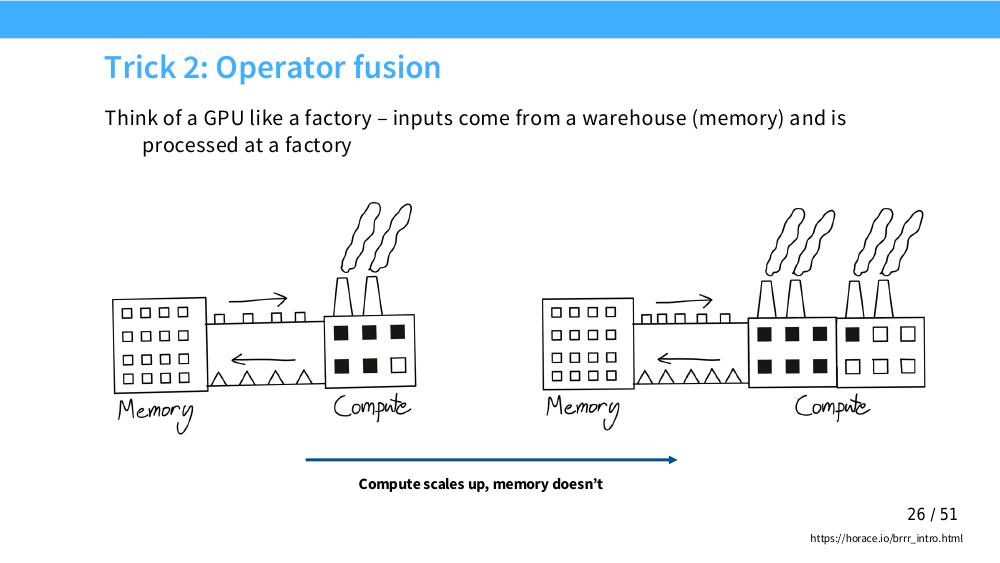 Trick 2: Operator fusion
Think of a GPU like a factory – inputs come from a warehouse (memory) and is
processed at a factory
Memory
Compute
Memory
Compute
Compute scales up, memory doesn't
26 / 51
https://horace.io/brrr_intro.html